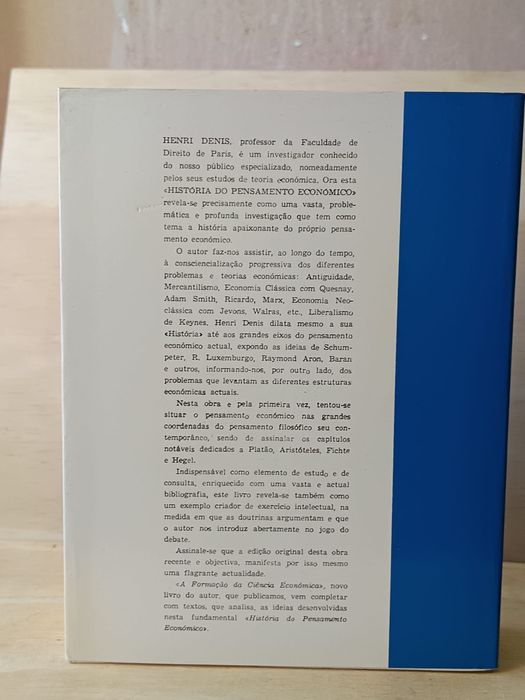 HENRI DENIS, professor da Faculdade de
Direito de Paris, é um investigador conhecido
do nosso público especializado, nomeadamente
pelos seus estudos de teoria económica. Ora esta
«HISTÓRIA DO PENSAMENTO ECONÓMICO»
revela-se precisamente como uma vasta, proble-
mática e profunda investigação que tem como
tema a história apaixonante do próprio pensa-
mento económico.
O autor faz-nos assistir, ao longo do tempo,
à consciencialização progressiva dos diferentes
problemas e teorias económicas: Antiguidade,
Mercantilismo, Economia Clássica com Quesnay,
Adam Smith, Ricardo, Marx, Economia Neo-
clássica com Jevons, Walras, etc., Liberalismo
de Keynes. Henri Denis dilata mesmo a sua
«História» até aos grandes eixos do pensamento
económico actual, expondo as ideias de Schum-
peter, R. Luxemburgo, Raymond Aron, Baran
e outros, informando-nos, por outro lado, dos
problemas que levantam as diferentes estruturas
económicas actuais.
Nesta obra e pela primeira vez, tentou-se
situar o pensamento económico nas grandes
coordenadas do pensamento filosófico seu con-
temporânco, sendo de assinalar os capítulos
notáveis dedicados a Platão, Aristóteles, Fichte
e Hegel.
Indispensável como elemento de estudo e de
consulta, enriquecido com uma vasta e actual
bibliografia, este livro revela-se também como
um exemplo criador de exercício intelectual, na
medida em que as doutrinas argumentam e que
o autor nos introduz abertamente no jogo do
debate.
Assinale-se que a edição original desta obra
recente e objectiva, manifesta por isso mesmo
uma flagrante actualidade.
«A Formação da Ciência Económica», novo
livro do autor, que publicamos, vem completar
com textos, que analisa, as ideias desenvolvidas
nesta fundamental «História do Pensamento
Económico».